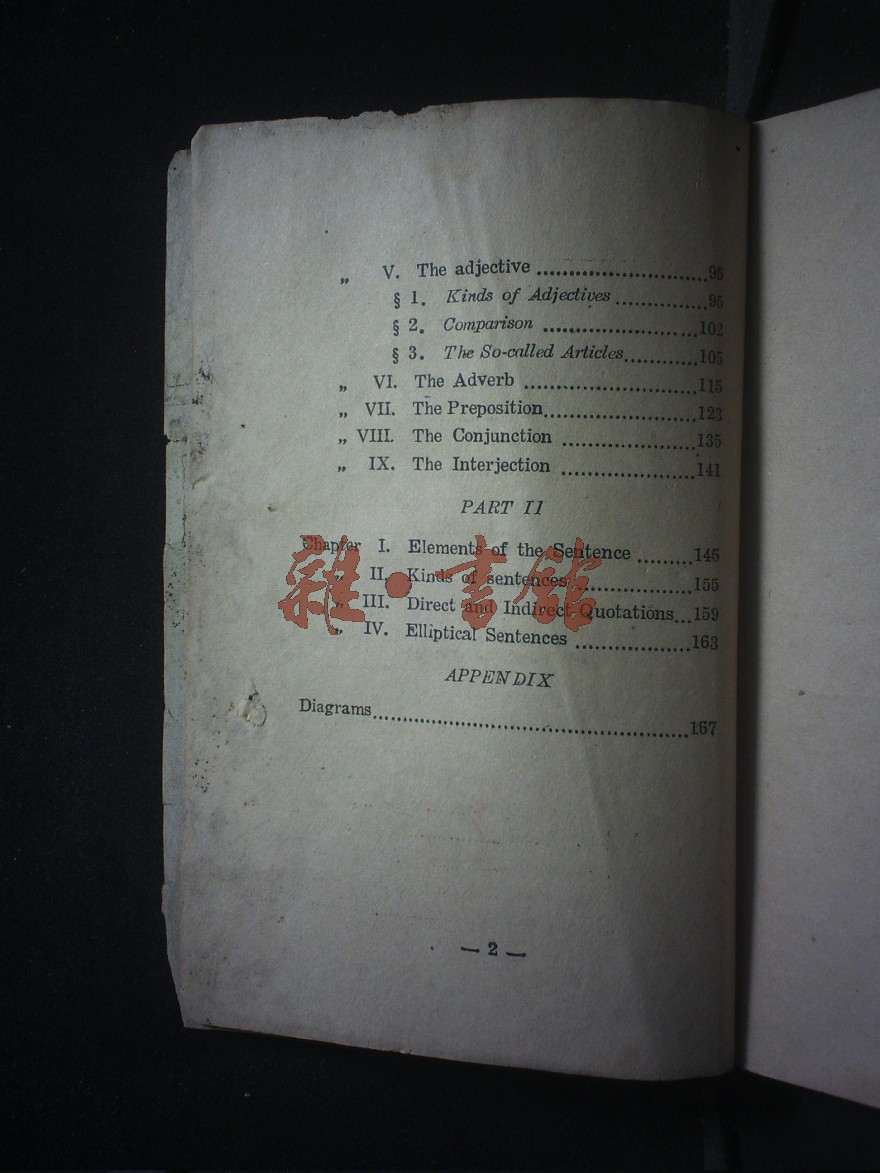 „ V. The adjective ..............................95
§ 1. Kinds of Adjectives ................95
§ 2. Comparison ..........................102
§ 3. The So-called Articles............105
„ VI. The Adverb ..............................115
„ VII. The Preposition..........................123
„ VIII. The Conjunction ......................135
„ IX. The Interjection ......................141
PART II
Chapter I. Elements of the Sentence .........145
„ II. Kinds of sentences ....................155
„ III. Direct and Indirect Quotations...159
„ IV. Elliptical Sentences ...................163
雜·書館
APPENDIX
Diagrams......................................................167
— 2 —